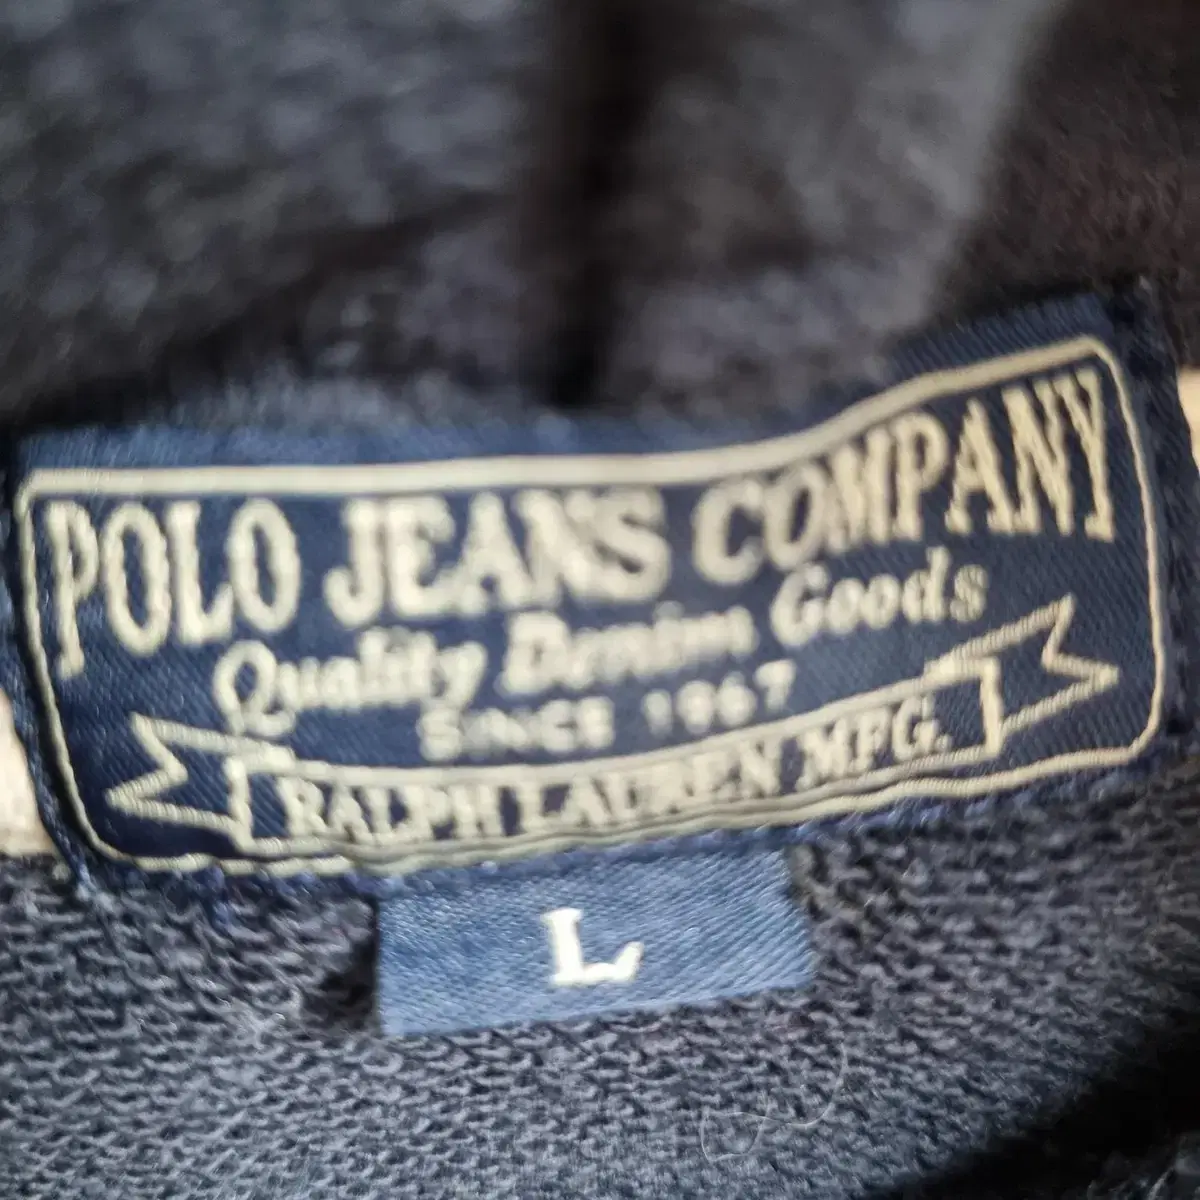 POLO JEANS COMPANY
Quality Denim Goods
SINCE 1967
RALPH LAUREN MFG.
L